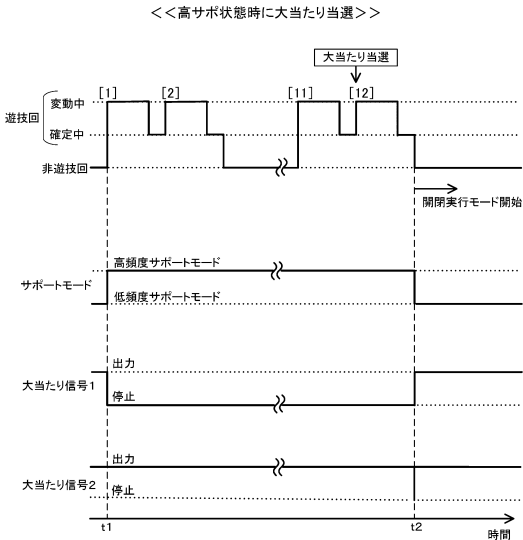 ＜＜高サポ状態時に大当たり当選＞＞
大当たり当選
[1]
[2]
[11]
[12]
遊技回
変動中
確定中
非遊技回
開閉実行モード開始
サポートモード
高頻度サポートモード
低頻度サポートモード
大当たり信号1
出力
停止
大当たり信号2
出力
停止
t1
t2
時間